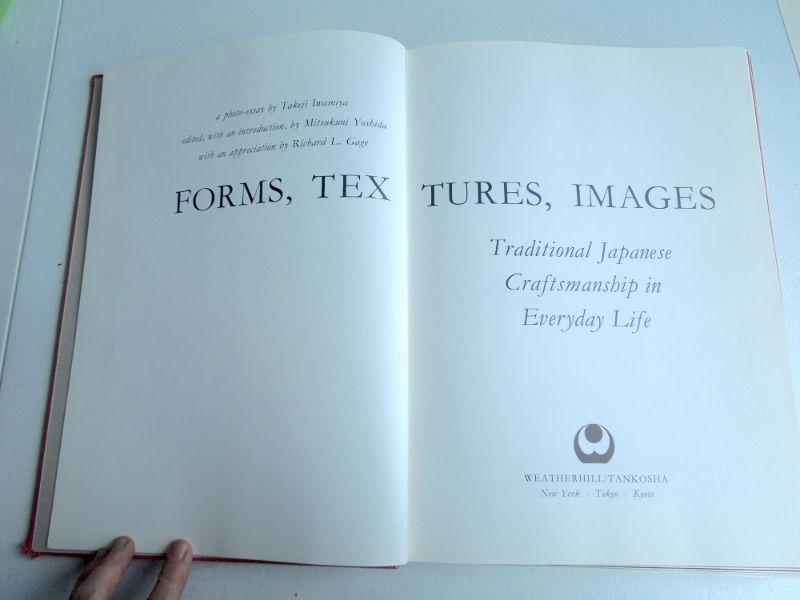 a photo-essay by Takeji Iwamiya
edited, with an introduction, by Mitsukuni Yoshida
with an appreciation by Richard L. Gage
FORMS, TEXTURES, IMAGES
Traditional Japanese
Craftsmanship in
Everyday Life
WEATHERHILL/TANKOSHA
New York · Tokyo · Kyoto